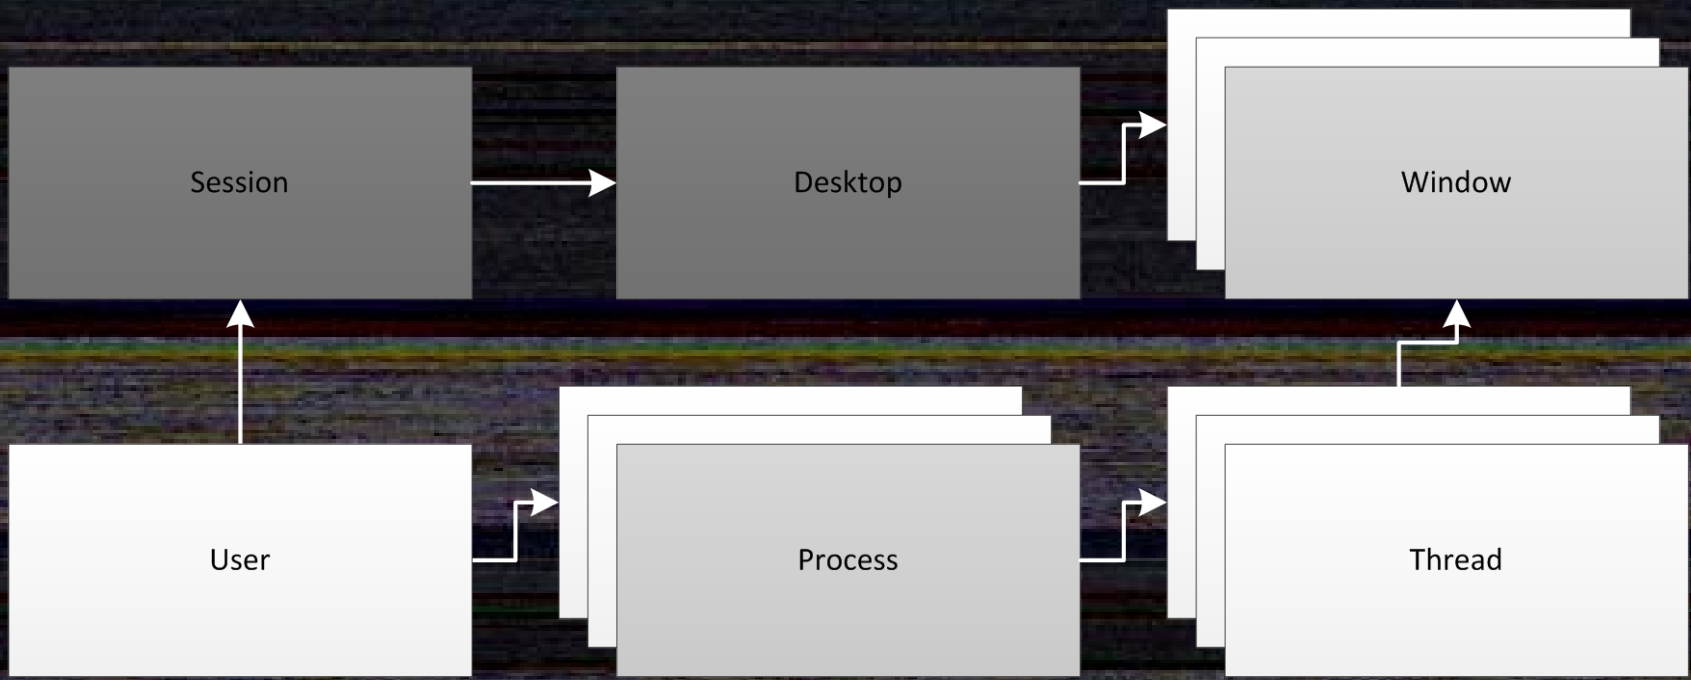 Session
Desktop
Window
User
Process
Thread